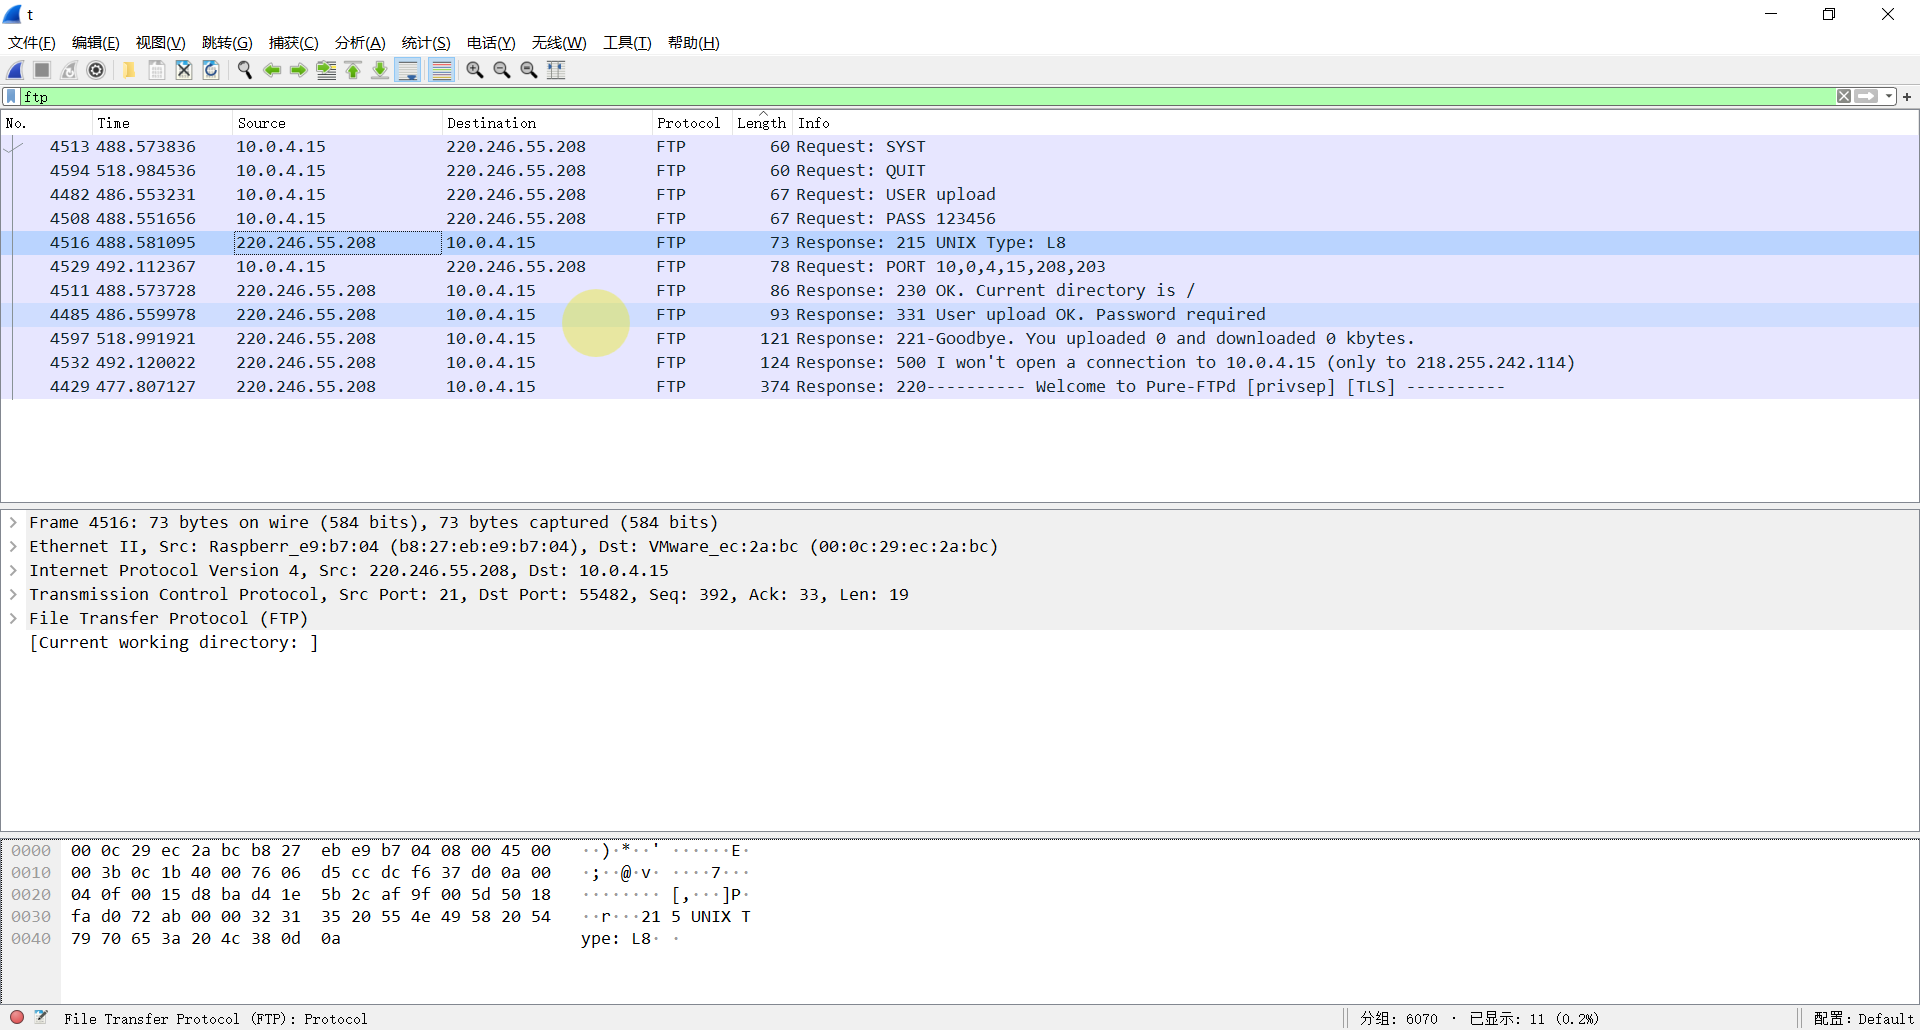 t
文件(F) 编辑(E) 视图(V) 跳转(G) 捕获(C) 分析(A) 统计(S) 电话(Y) 无线(W) 工具(T) 帮助(H)
ftp
+
No. Time Source Destination Protocol Length Info
4513 488.573836 10.0.4.15 220.246.55.208 FTP 60 Request: SYST
4594 518.984536 10.0.4.15 220.246.55.208 FTP 60 Request: QUIT
4482 486.553231 10.0.4.15 220.246.55.208 FTP 67 Request: USER upload
4508 488.551656 10.0.4.15 220.246.55.208 FTP 67 Request: PASS 123456
4516 488.581095 220.246.55.208 10.0.4.15 FTP 73 Response: 215 UNIX Type: L8
4529 492.112367 10.0.4.15 220.246.55.208 FTP 78 Request: PORT 10,0,4,15,208,203
4511 488.573728 220.246.55.208 10.0.4.15 FTP 86 Response: 230 OK. Current directory is /
4485 486.559978 220.246.55.208 10.0.4.15 FTP 93 Response: 331 User upload OK. Password required
4597 518.991921 220.246.55.208 10.0.4.15 FTP 121 Response: 221-Goodbye. You uploaded 0 and downloaded 0 kbytes.
4532 492.120022 220.246.55.208 10.0.4.15 FTP 124 Response: 500 I won't open a connection to 10.0.4.15 (only to 218.255.242.114)
4429 477.807127 220.246.55.208 10.0.4.15 FTP 374 Response: 220---------- Welcome to Pure-FTPd [privsep] [TLS] ----------
Frame 4516: 73 bytes on wire (584 bits), 73 bytes captured (584 bits)
Ethernet II, Src: Raspberr_e9:b7:04 (b8:27:eb:e9:b7:04), Dst: VMware_ec:2a:bc (00:0c:29:ec:2a:bc)
Internet Protocol Version 4, Src: 220.246.55.208, Dst: 10.0.4.15
Transmission Control Protocol, Src Port: 21, Dst Port: 55482, Seq: 392, Ack: 33, Len: 19
File Transfer Protocol (FTP)
[Current working directory: ]
0000 00 0c 29 ec 2a bc b8 27 eb e9 b7 04 08 00 45 00 ··)·*··' ······E·
0010 00 3b 0c 1b 40 00 76 06 d5 cc dc f6 37 d0 0a 00 ·;··@·v· ····7···
0020 04 0f 00 15 d8 ba d4 1e 5b 2c af 9f 00 5d 50 18 ········ [,···]P·
0030 fa d0 72 ab 00 00 32 31 35 20 55 4e 49 58 20 54 ··r···21 5 UNIX T
0040 79 70 65 3a 20 4c 38 0d 0a ype: L8· ·
File Transfer Protocol (FTP): Protocol 分组: 6070 · 已显示: 11 (0.2%) 配置: Default